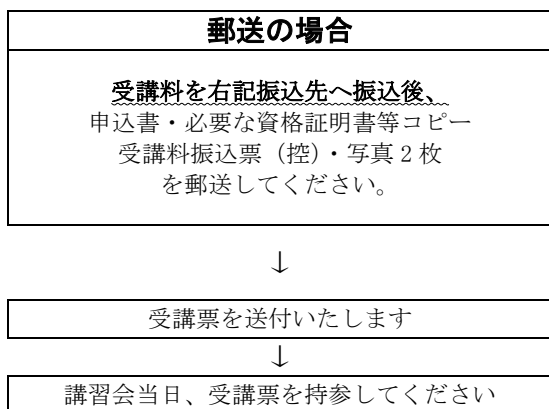 郵送の場合
受講料を右記振込先へ振込後、
申込書・必要な資格証明書等コピー
受講料振込票（控）・写真２枚
を郵送してください。
↓
受講票を送付いたします
↓
講習会当日、受講票を持参してください